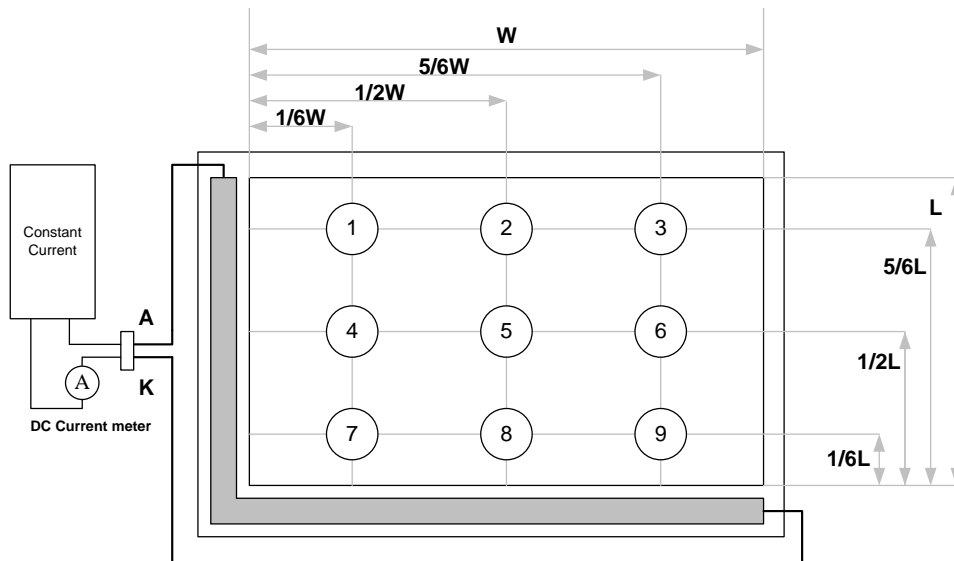 W
5/6W
1/2W
1/6W
L
5/6L
1/2L
1/6L
Constant
Current
A
K
A
DC Current meter
1 2 3
4 5 6
7 8 9